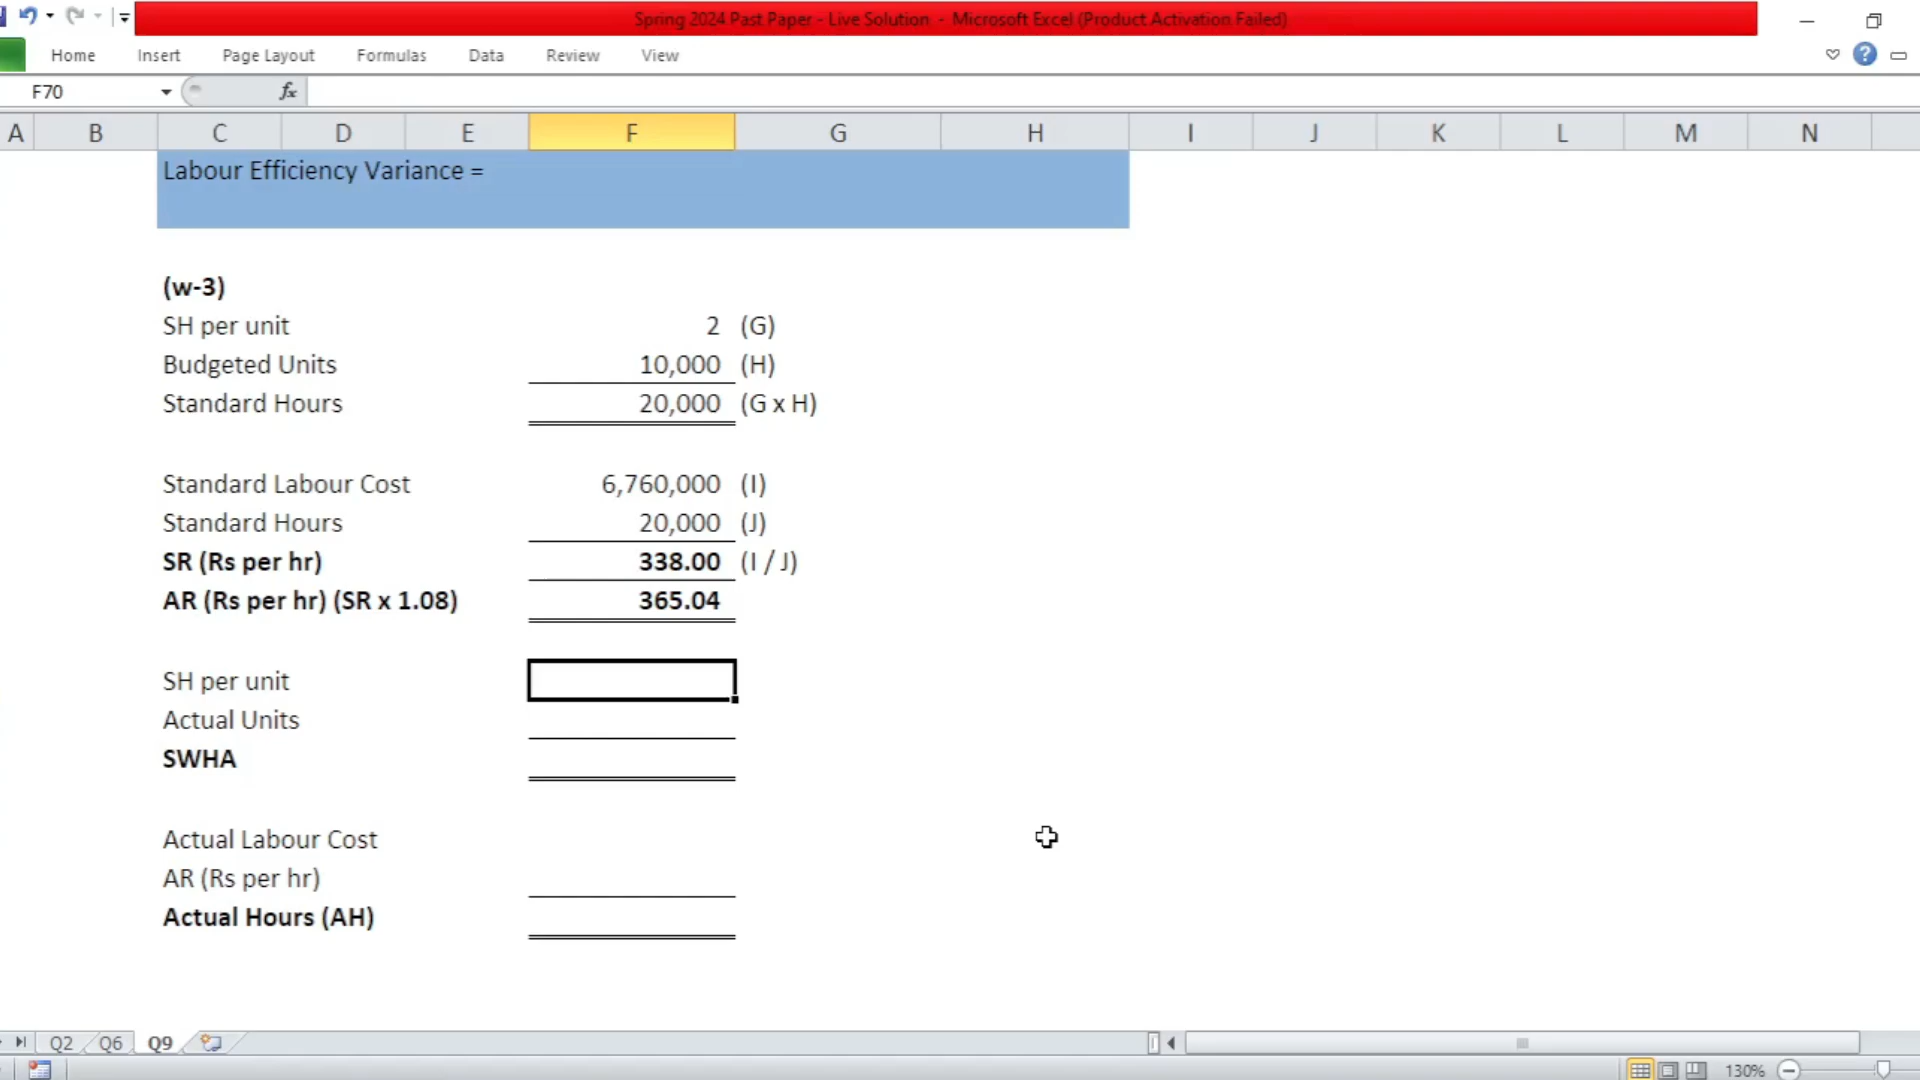 Spring 2024 Past Paper - Live Solution - Microsoft Excel (Product Activation Failed)
Home Insert Page Layout Formulas Data Review View
F70 fx
A B C D E F G H I J K L M N
Labour Efficiency Variance =
(w-3)
SH per unit 2 (G)
Budgeted Units 10,000 (H)
Standard Hours 20,000 (G x H)
Standard Labour Cost 6,760,000 (I)
Standard Hours 20,000 (J)
SR (Rs per hr) 338.00 (I / J)
AR (Rs per hr) (SR x 1.08) 365.04
SH per unit
Actual Units
SWHA
Actual Labour Cost
AR (Rs per hr)
Actual Hours (AH)
Q2 Q6 Q9
130%